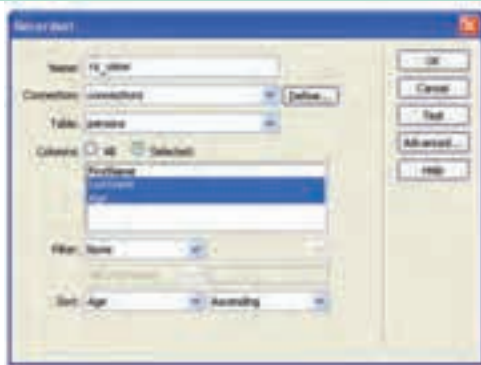 Recordset
Name: rs_view
Connection: connections Define...
Table: persons
Columns: All Selected:
FirstName
LastName
Age
Filter: None
Sort: Age Ascending
OK
Cancel
Test
Advanced...
Help